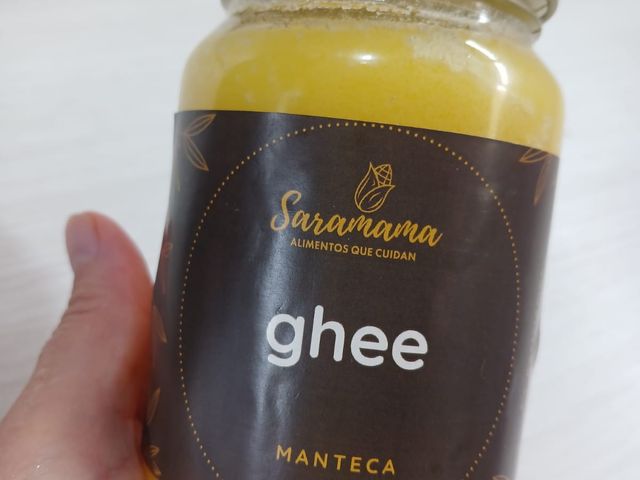 Saramama
ALIMENTOS QUE CUIDAN
ghee
MANTECA